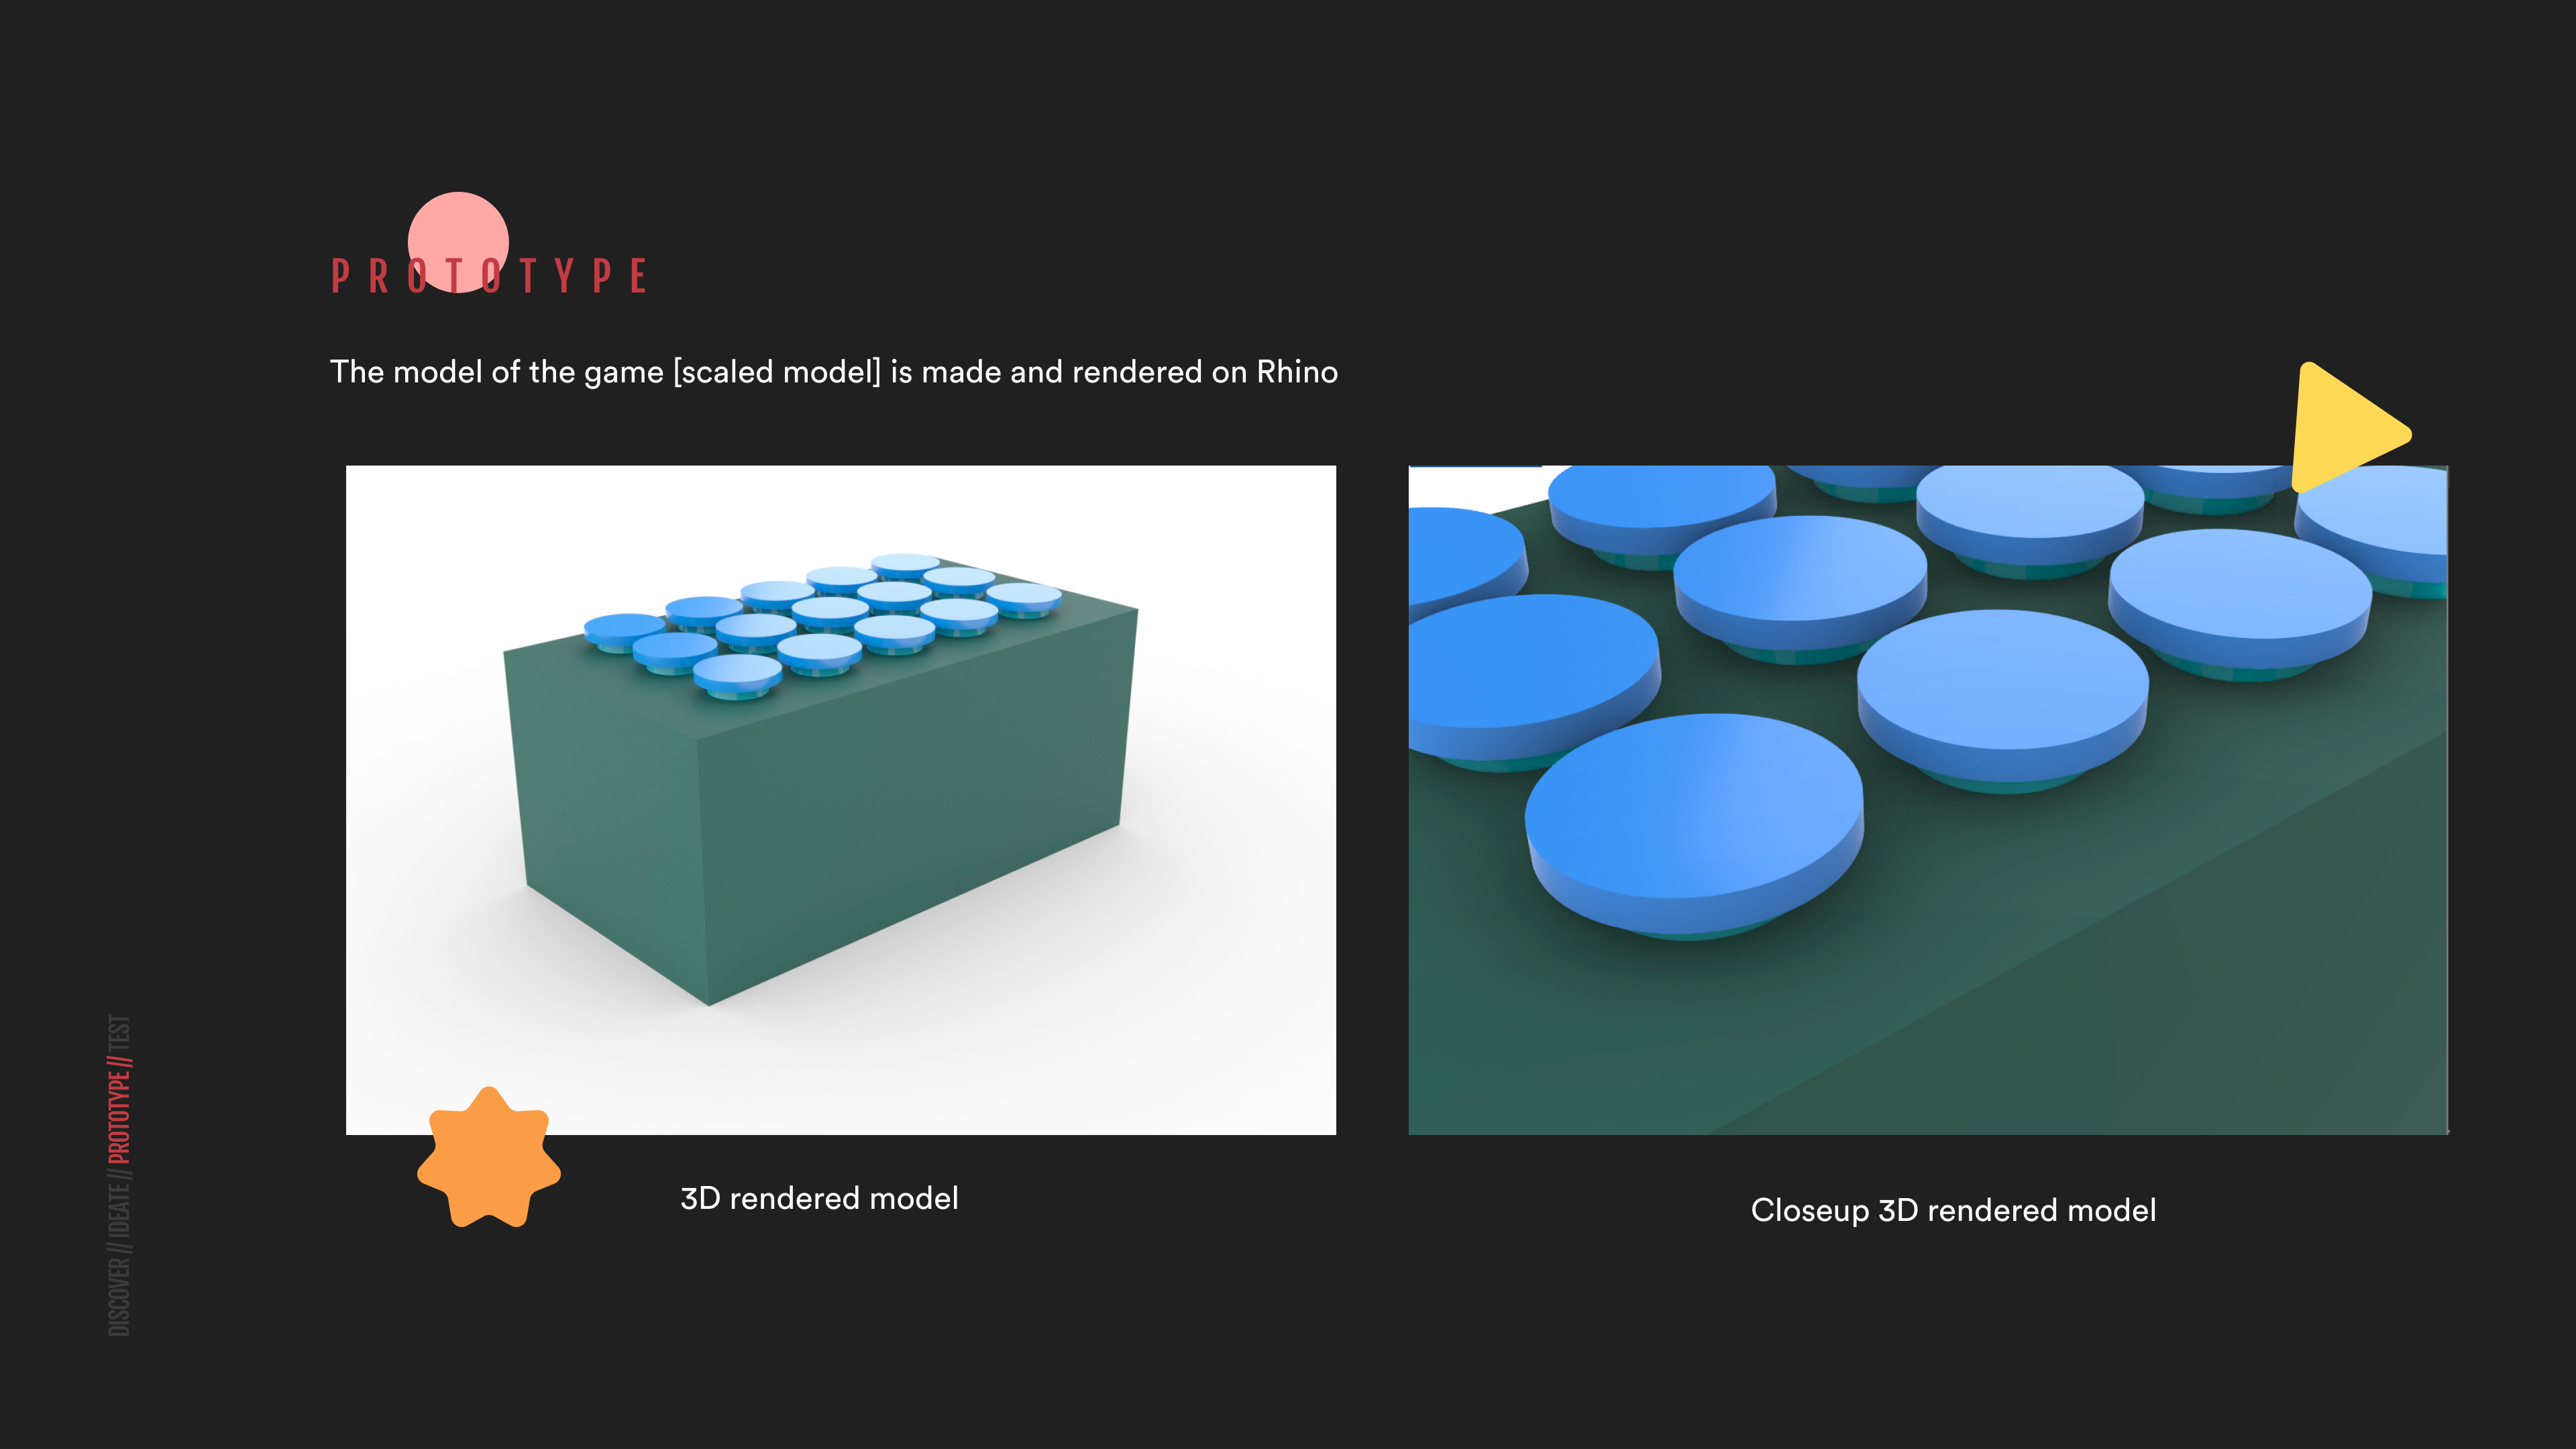 PROTOTYPE
The model of the game [scaled model] is made and rendered on Rhino
3D rendered model
Closeup 3D rendered model
DISCOVER // IDEATE // PROTOTYPE // TEST